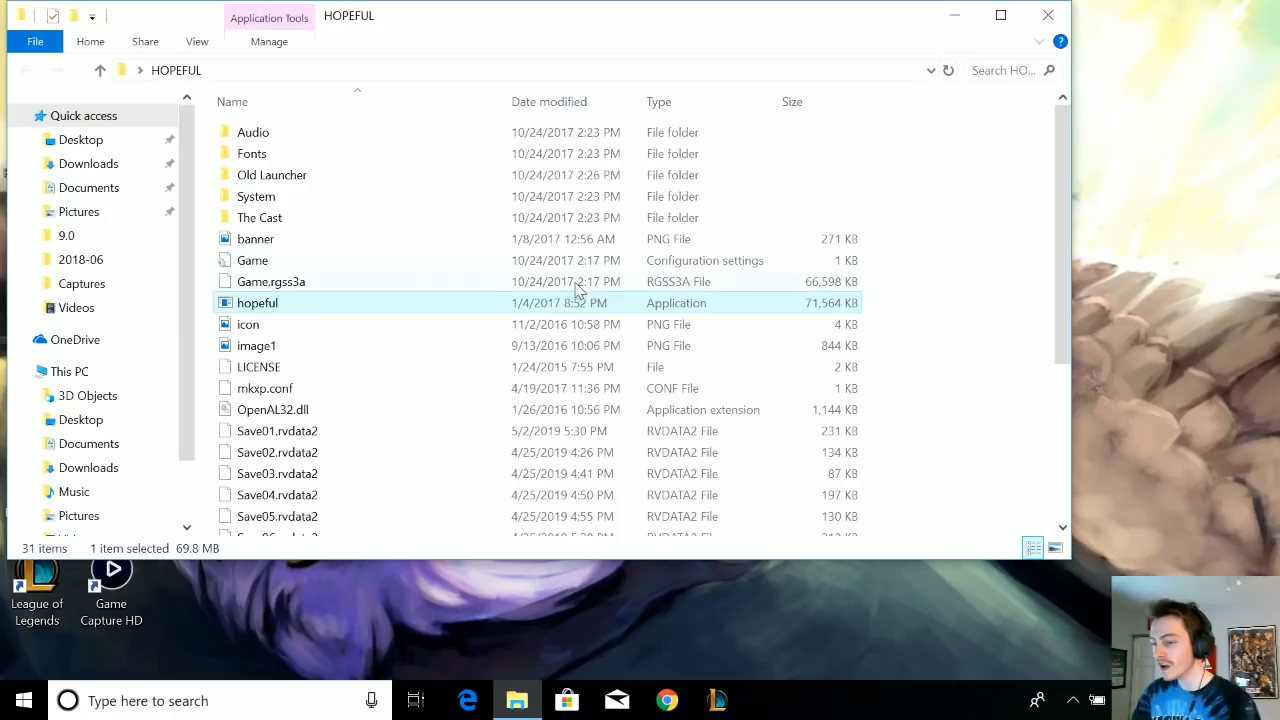 Application Tools
HOPEFUL
File
Home
Share
View
Manage
?
HOPEFUL
Search HO...
Name
Date modified
Type
Size
Quick access
Desktop
Downloads
Documents
Pictures
9.0
2018-06
Captures
Videos
OneDrive
This PC
3D Objects
Desktop
Documents
Downloads
Music
Pictures
Audio 10/24/2017 2:23 PM File folder
Fonts 10/24/2017 2:23 PM File folder
Old Launcher 10/24/2017 2:26 PM File folder
System 10/24/2017 2:23 PM File folder
The Cast 10/24/2017 2:23 PM File folder
banner 1/8/2017 12:56 AM PNG File 271 KB
Game 10/24/2017 2:17 PM Configuration settings 1 KB
Game.rgss3a 10/24/2017 2:17 PM RGSS3A File 66,598 KB
hopeful 1/4/2017 8:52 PM Application 71,564 KB
icon 11/2/2016 10:58 PM PNG File 4 KB
image1 9/13/2016 10:06 PM PNG File 844 KB
LICENSE 1/24/2015 7:55 PM File 2 KB
mkxp.conf 4/19/2017 11:36 PM CONF File 1 KB
OpenAL32.dll 1/26/2016 10:56 PM Application extension 1,144 KB
Save01.rvdata2 5/2/2019 5:30 PM RVDATA2 File 231 KB
Save02.rvdata2 4/25/2019 4:26 PM RVDATA2 File 134 KB
Save03.rvdata2 4/25/2019 4:41 PM RVDATA2 File 87 KB
Save04.rvdata2 4/25/2019 4:50 PM RVDATA2 File 197 KB
Save05.rvdata2 4/25/2019 4:55 PM RVDATA2 File 130 KB
31 items 1 item selected 69.8 MB
League of
Legends
Game
Capture HD
Type here to search